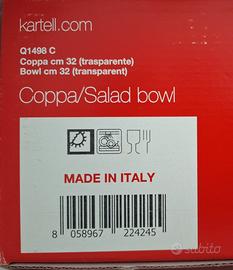 kartell.com
Q1498 C
Coppa cm 32 (trasparente)
Bowl cm 32 (transparent)
Coppa/Salad bowl
MADE IN ITALY
8 058967 224245
subito